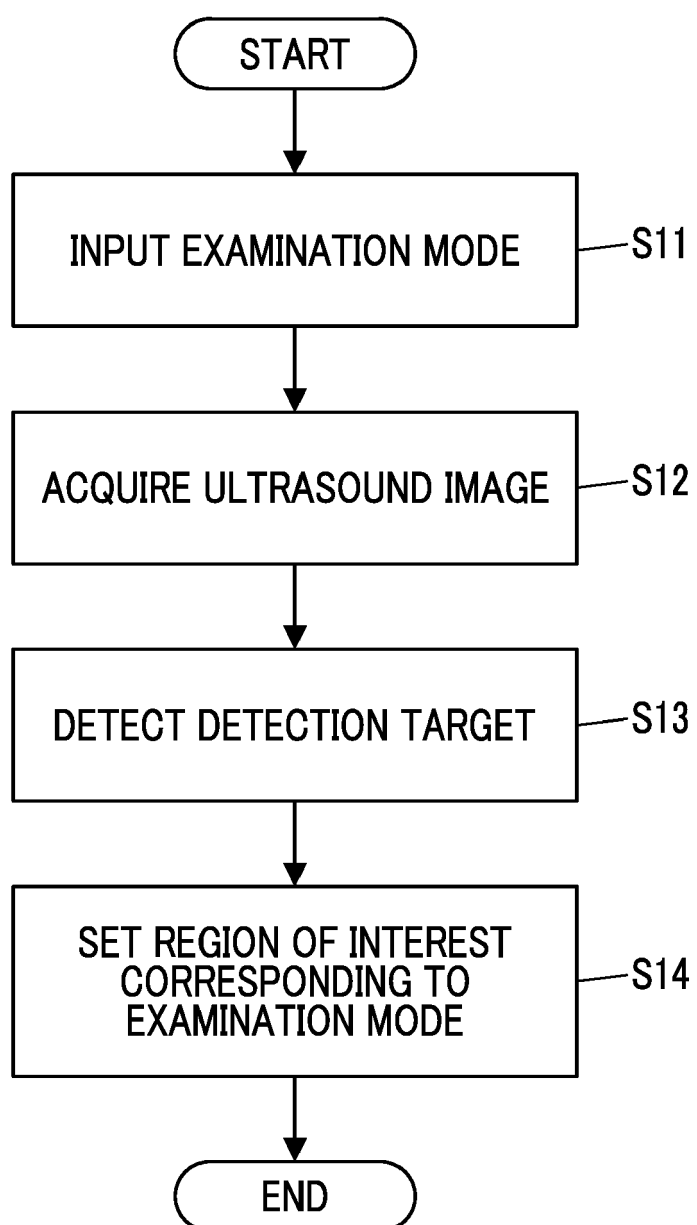 START
INPUT EXAMINATION MODE
S11
ACQUIRE ULTRASOUND IMAGE
S12
DETECT DETECTION TARGET
S13
SET REGION OF INTEREST
CORRESPONDING TO
EXAMINATION MODE
S14
END